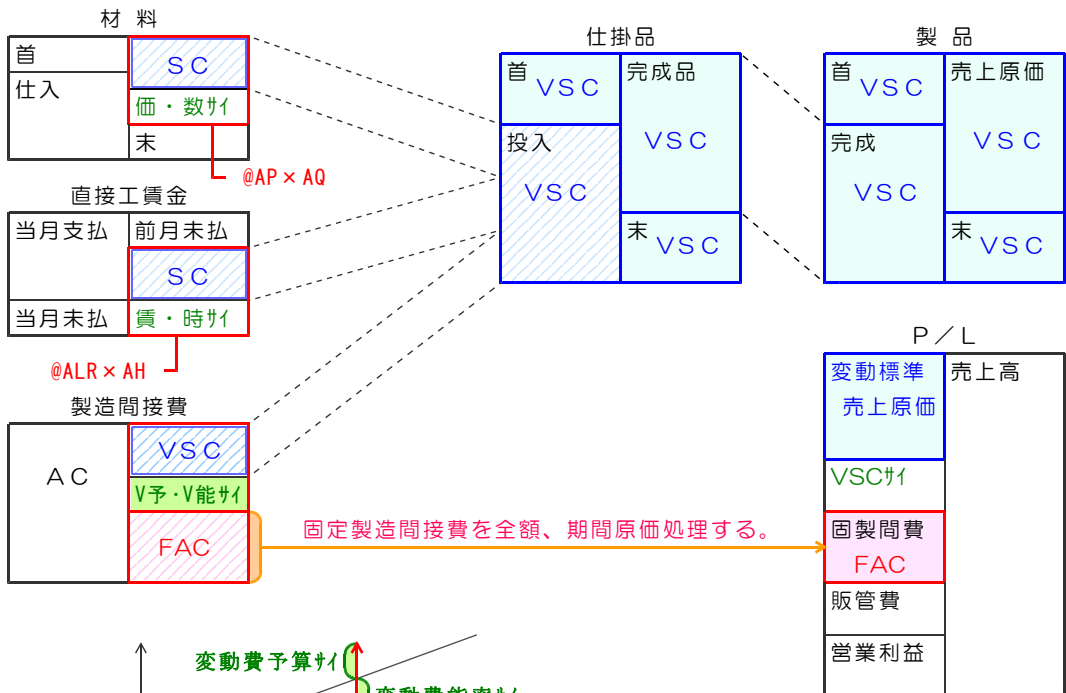 材 料
首
SC
仕入
価・数ｻｲ
末
@AP×AQ
直接工賃金
当月支払
前月未払
SC
当月未払
賃・時ｻｲ
@ALR×AH
製造間接費
AC
VSC
V予・V能ｻｲ
FAC
仕掛品
首
VSC
完成品
VSC
投入
VSC
末
VSC
製 品
首
VSC
売上原価
VSC
完成
VSC
末
VSC
固定製造間接費を全額、期間原価処理する。
P／L
変動標準
売上原価
売上高
VSCｻｲ
固製間費
FAC
販管費
営業利益
変動費予算ｻｲ